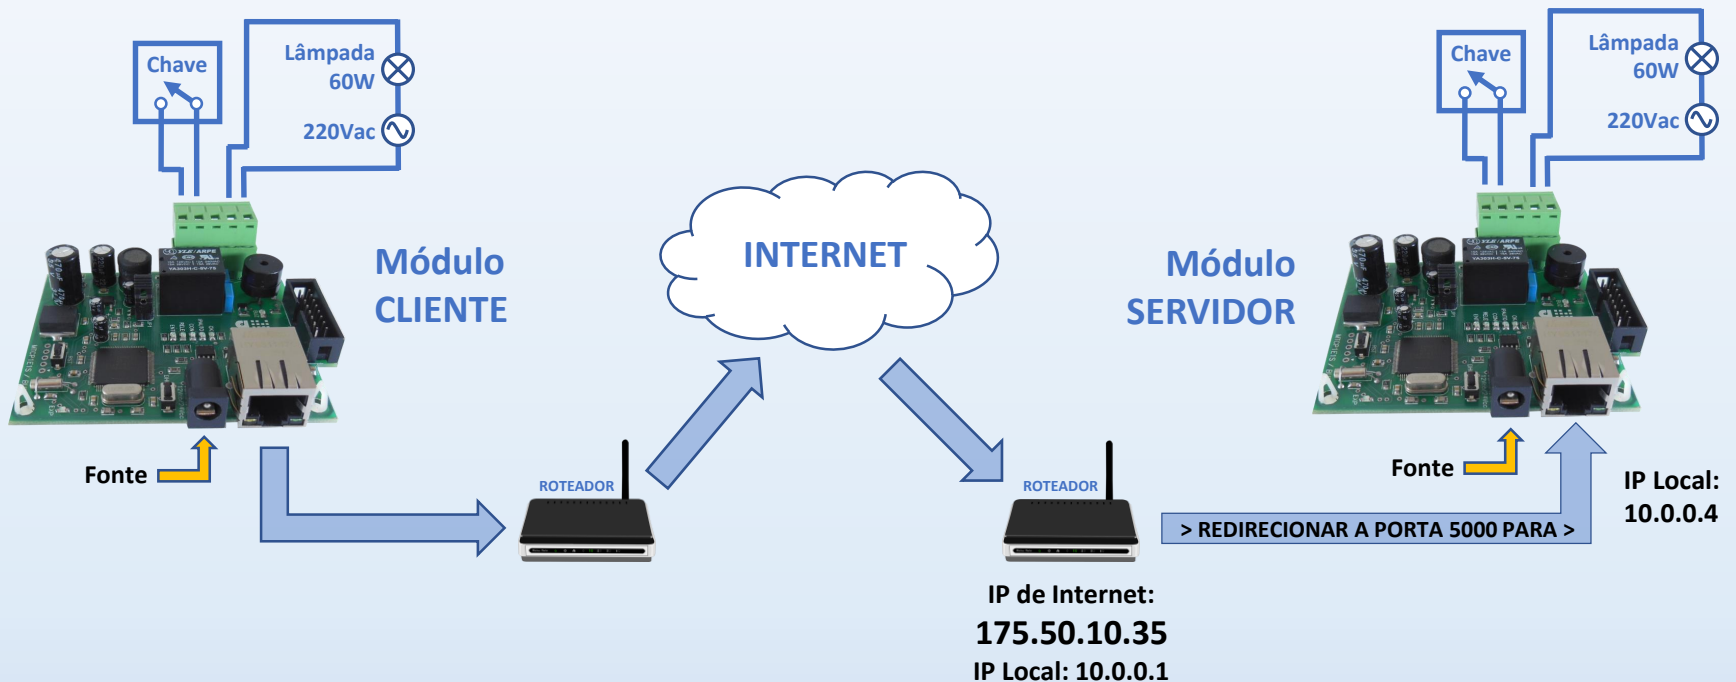 Chave
Lâmpada
60W
220Vac
Módulo
CLIENTE
Fonte
ROTEADOR
INTERNET
Chave
Lâmpada
60W
220Vac
Módulo
SERVIDOR
Fonte
ROTEADOR
> REDIRECIONAR A PORTA 5000 PARA >
IP Local:
10.0.0.4
IP de Internet:
175.50.10.35
IP Local: 10.0.0.1